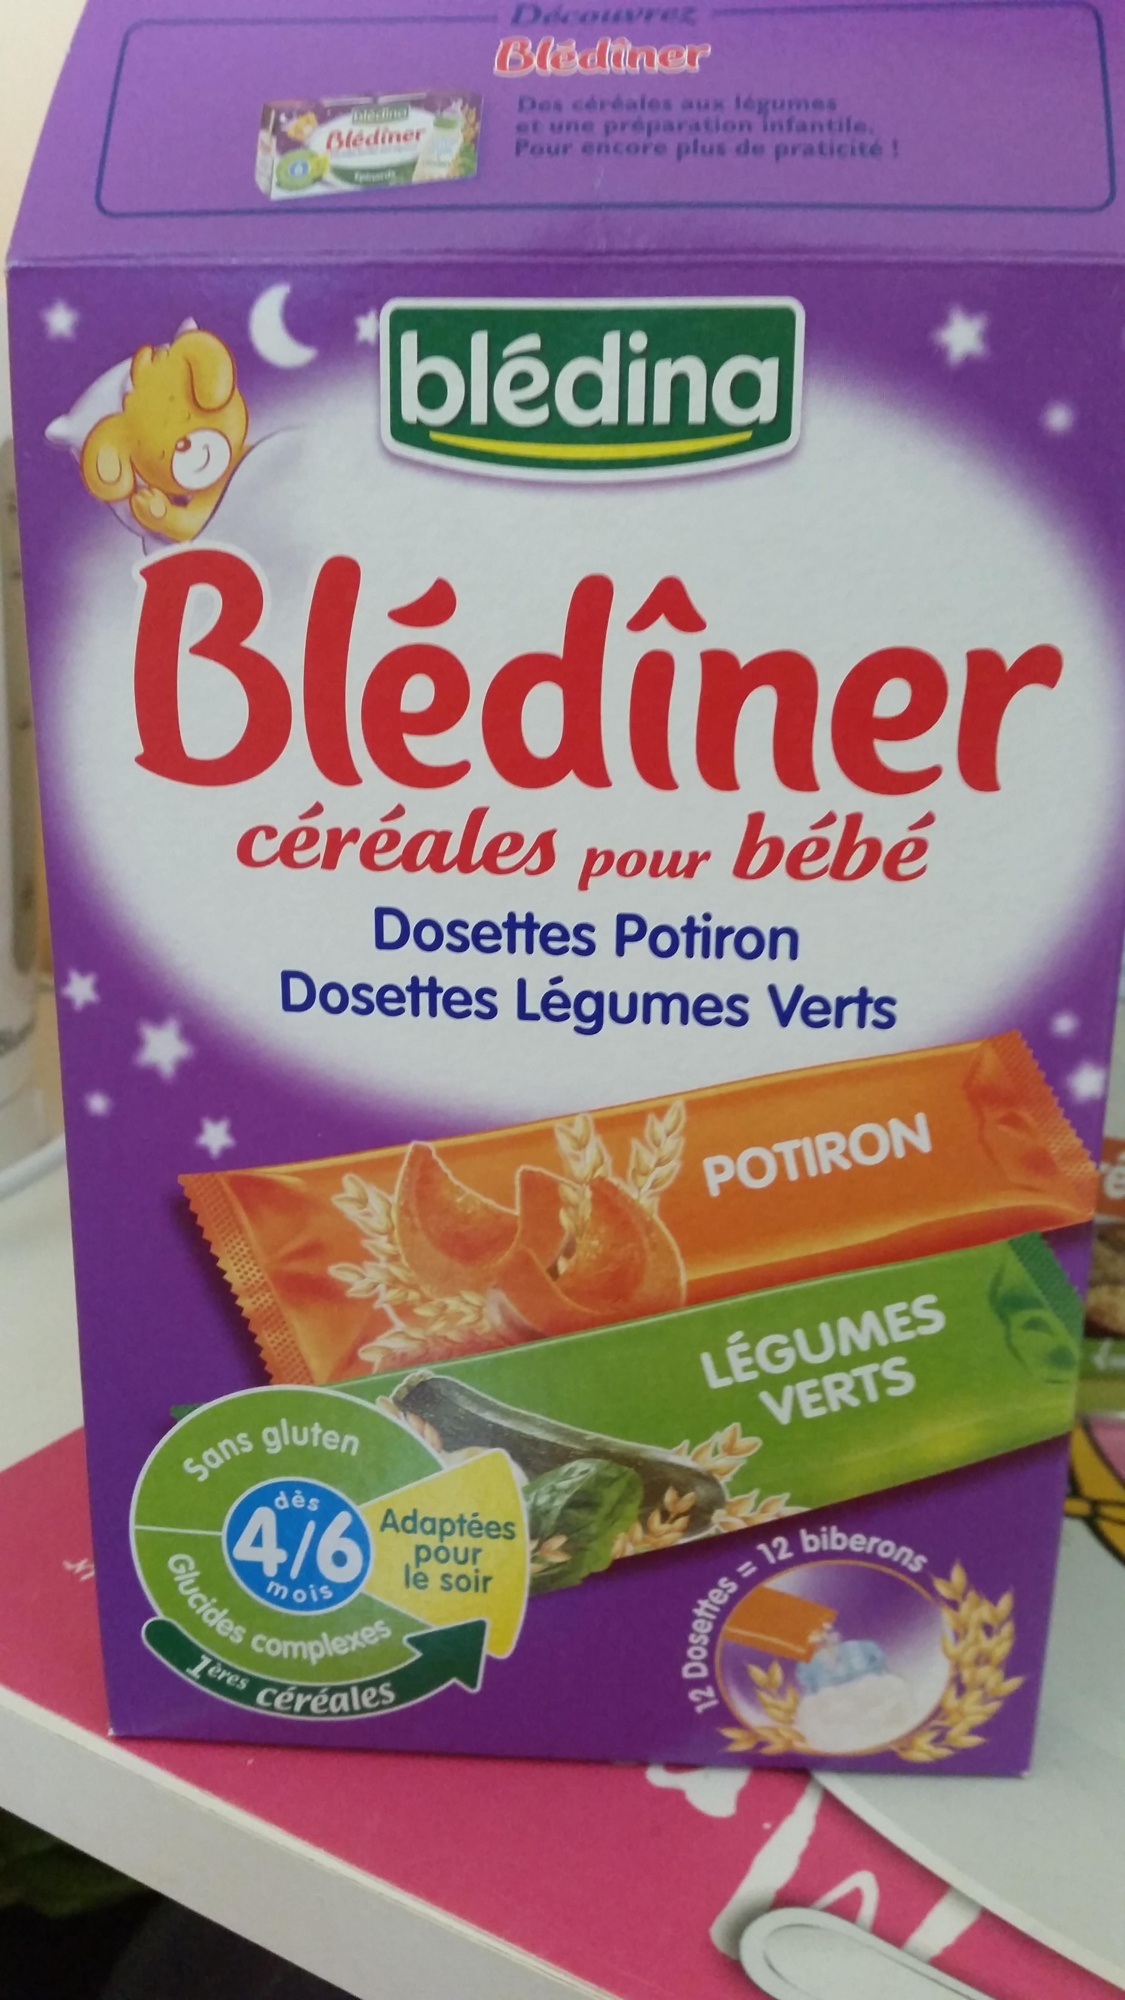 Découvrez
Blédîner
Des céréales aux légumes
et une préparation infantile.
Pour encore plus de praticité !
blédina
Blédîner
blédina
Blédîner
céréales pour bébé
Dosettes Potiron
Dosettes Légumes Verts
POTIRON
LÉGUMES
VERTS
Sans gluten
dès
4/6
mois
Adaptées
pour
le soir
Glucides complexes
1ères céréales
12 Dosettes = 12 biberons